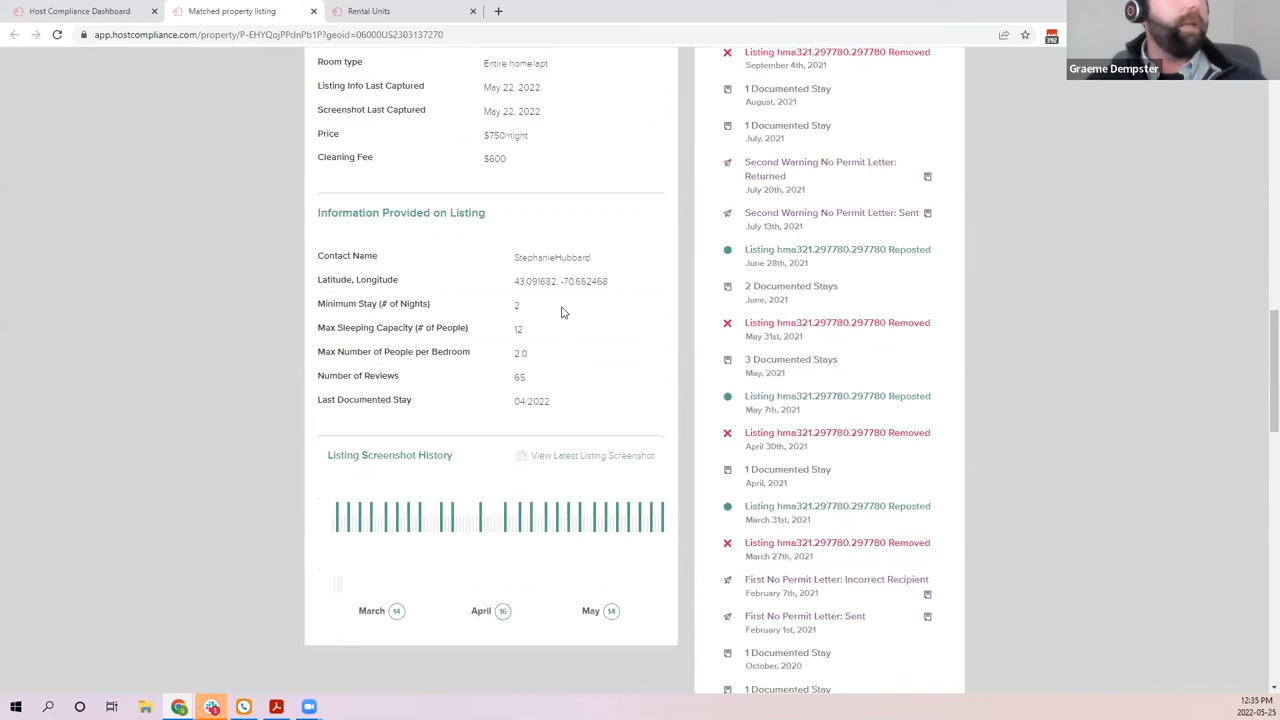 Host Compliance Dashboard
Matched property listing
Rental Units
app.hostcompliance.com/property/P-EHYQojPPdnPb1P?geoid=06000US2303137270
392
Graeme Dempster
Room type Entire home/apt
Listing Info Last Captured May 22, 2022
Screenshot Last Captured May 22, 2022
Price $750/night
Cleaning Fee $600
Information Provided on Listing
Contact Name StephanieHubbard
Latitude, Longitude 43.091682, -70.662468
Minimum Stay (# of Nights) 2
Max Sleeping Capacity (# of People) 12
Max Number of People per Bedroom 2.0
Number of Reviews 65
Last Documented Stay 04/2022
Listing Screenshot History View Latest Listing Screenshot
March 14 April 16 May 14
Listing hma321.297780.297780 Removed
September 4th, 2021
1 Documented Stay
August, 2021
1 Documented Stay
July, 2021
Second Warning No Permit Letter:
Returned
July 20th, 2021
Second Warning No Permit Letter: Sent
July 13th, 2021
Listing hma321.297780.297780 Reposted
June 28th, 2021
2 Documented Stays
June, 2021
Listing hma321.297780.297780 Removed
May 31st, 2021
3 Documented Stays
May, 2021
Listing hma321.297780.297780 Reposted
May 7th, 2021
Listing hma321.297780.297780 Removed
April 30th, 2021
1 Documented Stay
April, 2021
Listing hma321.297780.297780 Reposted
March 31st, 2021
Listing hma321.297780.297780 Removed
March 27th, 2021
First No Permit Letter: Incorrect Recipient
February 7th, 2021
First No Permit Letter: Sent
February 1st, 2021
1 Documented Stay
October, 2020
1 Documented Stay
12:35 PM
2022-05-25